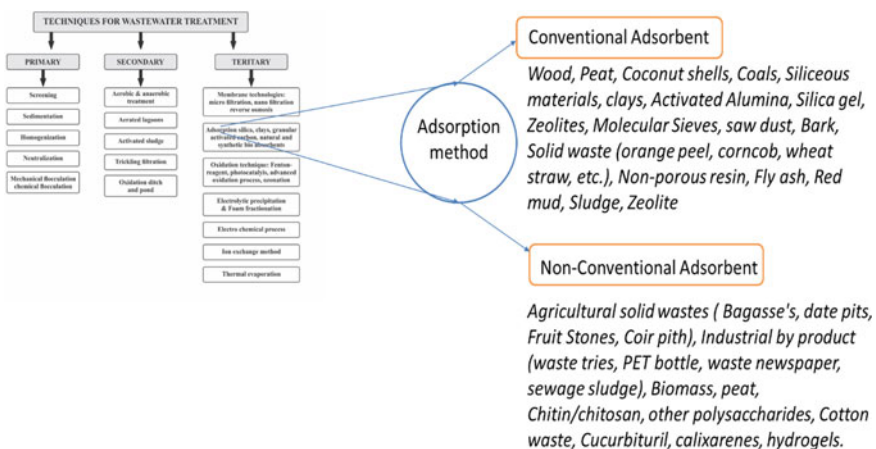 TECHNIQUES FOR WASTEWATER TREATMENT
PRIMARY
Screening
Sedimentation
Homogenization
Neutralization
Mechanical flocculation
chemical flocculation
SECONDARY
Aerobic & anaerobic
treatment
Aerated lagoons
Activated sludge
Trickling filtration
Oxidation ditch
and pond
TERITARY
Membrane technologies:
micro filtration, nano filtration
reverse osmosis
Adsorption silica, clays, granular
activated carbon, natural and
synthetic bio absorbents
Oxidation technique: Fenton-
reagent, photocatalysis, advanced
oxidation process, ozonation
Electrolytic precipitation
& Foam fractionation
Electro chemical process
Ion exchange method
Thermal evaporation
Adsorption
method
Conventional Adsorbent
Wood, Peat, Coconut shells, Coals, Siliceous
materials, clays, Activated Alumina, Silica gel,
Zeolites, Molecular Sieves, saw dust, Bark,
Solid waste (orange peel, corncob, wheat
straw, etc.), Non-porous resin, Fly ash, Red
mud, Sludge, Zeolite
Non-Conventional Adsorbent
Agricultural solid wastes ( Bagasse's, date pits,
Fruit Stones, Coir pith), Industrial by product
(waste tries, PET bottle, waste newspaper,
sewage sludge), Biomass, peat,
Chitin/chitosan, other polysaccharides, Cotton
waste, Cucurbituril, calixarenes, hydrogels.